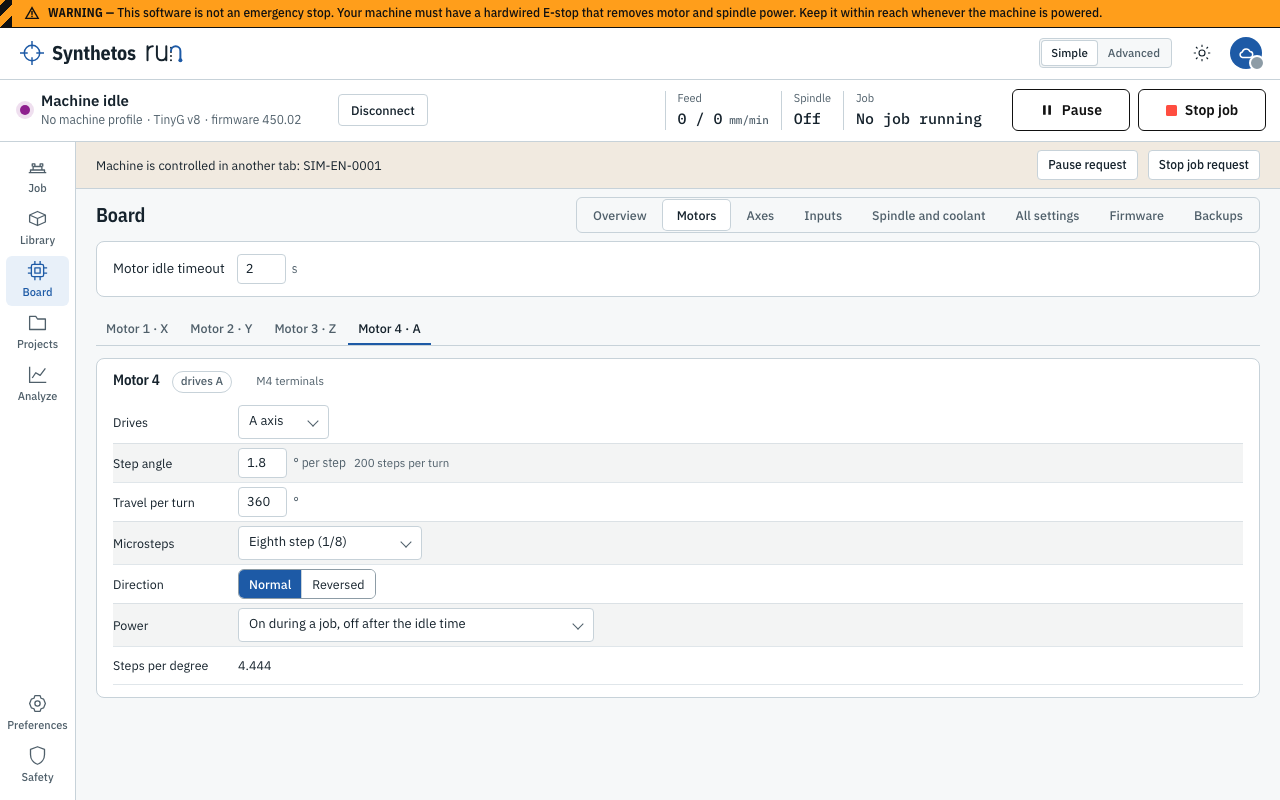 WARNING — This software is not an emergency stop. Your machine must have a hardwired E-stop that removes motor and spindle power. Keep it within reach whenever the machine is powered.
Synthetos run
Simple
Advanced
Machine idle
No machine profile · TinyG v8 · firmware 450.02
Disconnect
Feed
0 / 0 mm/min
Spindle
Off
Job
No job running
Pause
Stop job
Job
Library
Board
Projects
Analyze
Preferences
Safety
Machine is controlled in another tab: SIM-EN-0001
Pause request
Stop job request
Board
Overview
Motors
Axes
Inputs
Spindle and coolant
All settings
Firmware
Backups
Motor idle timeout 2 s
Motor 1 · X
Motor 2 · Y
Motor 3 · Z
Motor 4 · A
Motor 4 drives A M4 terminals
Drives A axis
Step angle 1.8 ° per step 200 steps per turn
Travel per turn 360 °
Microsteps Eighth step (1/8)
Direction Normal Reversed
Power On during a job, off after the idle time
Steps per degree 4.444